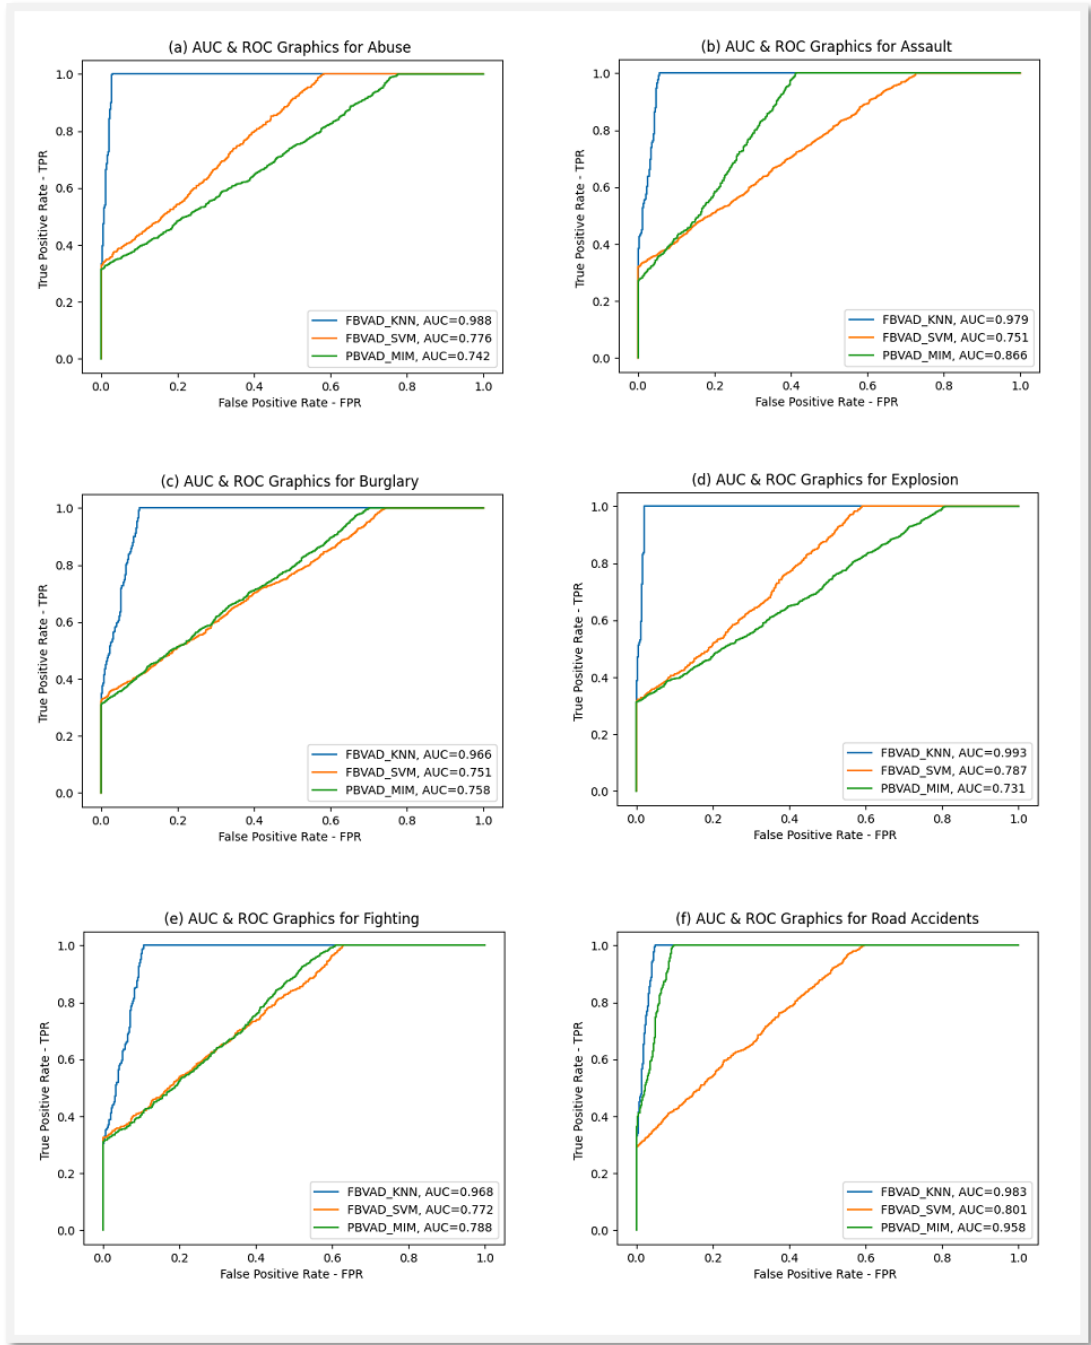 (a) AUC & ROC Graphics for Abuse
1.0
0.8
0.6
0.4
0.2
0.0
True Positive Rate - TPR
FBVAD_KNN, AUC=0.988
FBVAD_SVM, AUC=0.776
PBVAD_MIM, AUC=0.742
0.0 0.2 0.4 0.6 0.8 1.0
False Positive Rate - FPR
(b) AUC & ROC Graphics for Assault
1.0
0.8
0.6
0.4
0.2
0.0
True Positive Rate - TPR
FBVAD_KNN, AUC=0.979
FBVAD_SVM, AUC=0.751
PBVAD_MIM, AUC=0.866
0.0 0.2 0.4 0.6 0.8 1.0
False Positive Rate - FPR
(c) AUC & ROC Graphics for Burglary
1.0
0.8
0.6
0.4
0.2
0.0
True Positive Rate - TPR
FBVAD_KNN, AUC=0.966
FBVAD_SVM, AUC=0.751
PBVAD_MIM, AUC=0.758
0.0 0.2 0.4 0.6 0.8 1.0
False Positive Rate - FPR
(d) AUC & ROC Graphics for Explosion
1.0
0.8
0.6
0.4
0.2
0.0
True Positive Rate - TPR
FBVAD_KNN, AUC=0.993
FBVAD_SVM, AUC=0.787
PBVAD_MIM, AUC=0.731
0.0 0.2 0.4 0.6 0.8 1.0
False Positive Rate - FPR
(e) AUC & ROC Graphics for Fighting
1.0
0.8
0.6
0.4
0.2
0.0
True Positive Rate - TPR
FBVAD_KNN, AUC=0.968
FBVAD_SVM, AUC=0.772
PBVAD_MIM, AUC=0.788
0.0 0.2 0.4 0.6 0.8 1.0
False Positive Rate - FPR
(f) AUC & ROC Graphics for Road Accidents
1.0
0.8
0.6
0.4
0.2
0.0
True Positive Rate - TPR
FBVAD_KNN, AUC=0.983
FBVAD_SVM, AUC=0.801
PBVAD_MIM, AUC=0.958
0.0 0.2 0.4 0.6 0.8 1.0
False Positive Rate - FPR